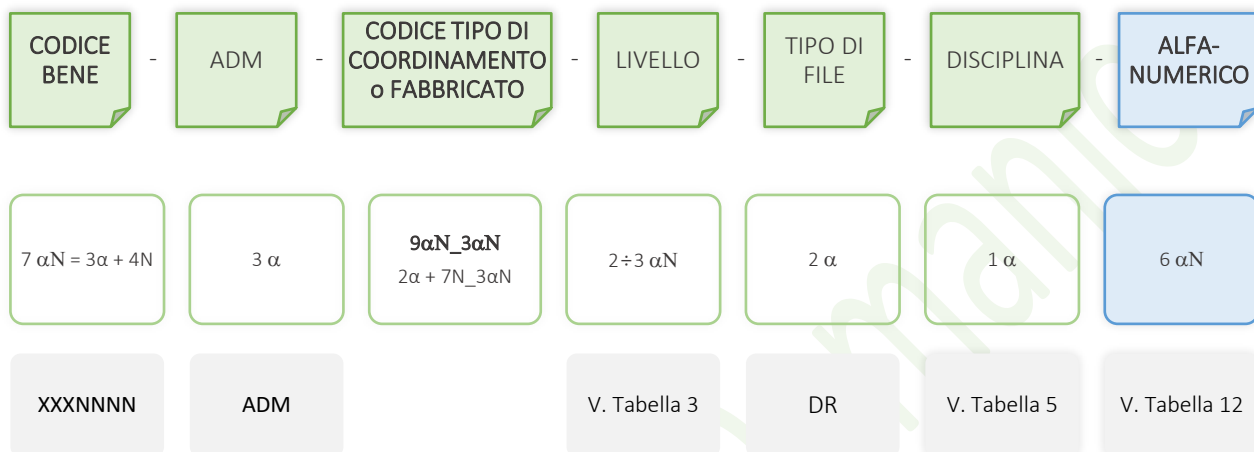 CODICE
BENE
-
ADM
-
CODICE TIPO DI
COORDINAMENTO
o FABBRICATO
-
LIVELLO
-
TIPO DI
FILE
-
DISCIPLINA
-
ALFA-
NUMERICO
7 αN = 3α + 4N
3 α
9αN_3αN
2α + 7N_3αN
2÷3 αN
2 α
1 α
6 αN
XXXNNNN
ADM
V. Tabella 3
DR
V. Tabella 5
V. Tabella 12